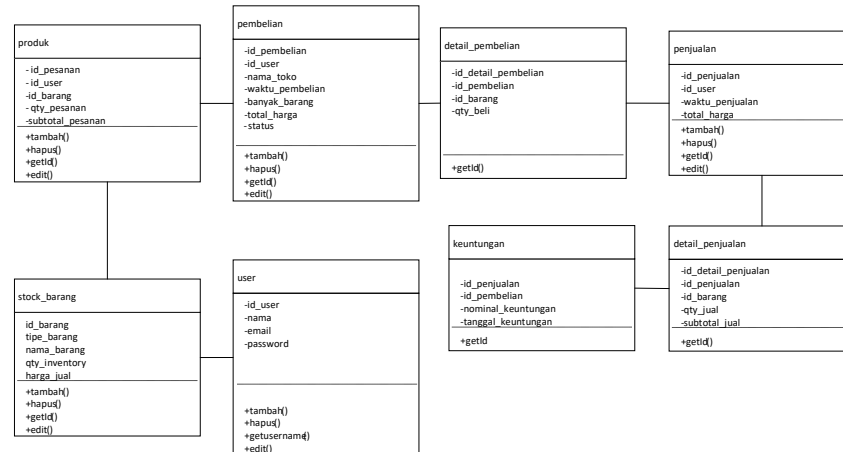 produk
- id_pesanan
- id_user
-id_barang
- qty_pesanan
-subtotal_pesanan
+tambah()
+hapus()
+getId()
+edit()
pembelian
-id_pembelian
-id_user
-nama_toko
-waktu_pembelian
-banyak_barang
-total_harga
-status
+tambah()
+hapus()
+getId()
+edit()
detail_pembelian
-id_detail_pembelian
-id_pembelian
-id_barang
-qty_beli
+getId()
penjualan
-id_penjualan
-id_user
-waktu_penjualan
-total_harga
+tambah()
+hapus()
+getId()
+edit()
stock_barang
id_barang
tipe_barang
nama_barang
qty_inventory
harga_jual
+tambah()
+hapus()
+getId()
+edit()
user
-id_user
-nama
-email
-password
+tambah()
+hapus()
+getusername()
+edit()
keuntungan
-id_penjualan
-id_pembelian
-nominal_keuntungan
-tanggal_keuntungan
+getId
detail_penjualan
-id_detail_penjualan
-id_penjualan
-id_barang
-qty_jual
-subtotal_jual
+getId()